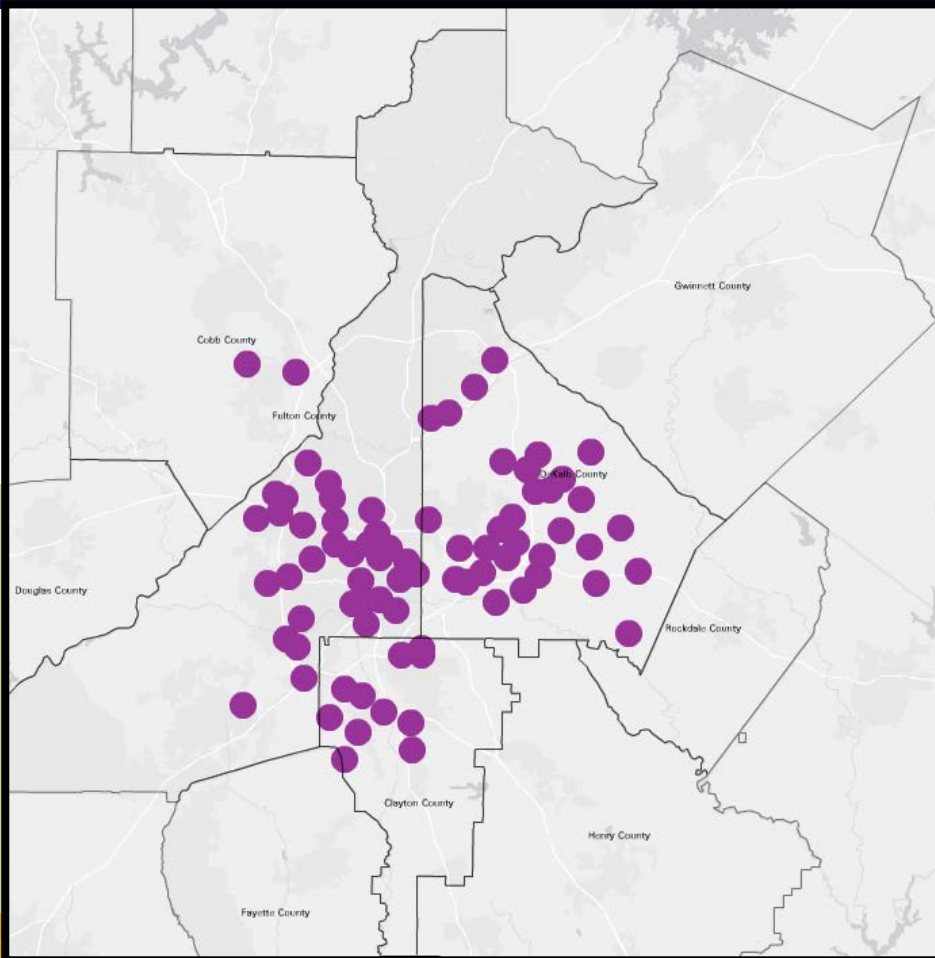 Gwinnett County
Cobb County
Fulton County
DeKalb County
Douglas County
Rockdale County
Clayton County
Henry County
Fayette County